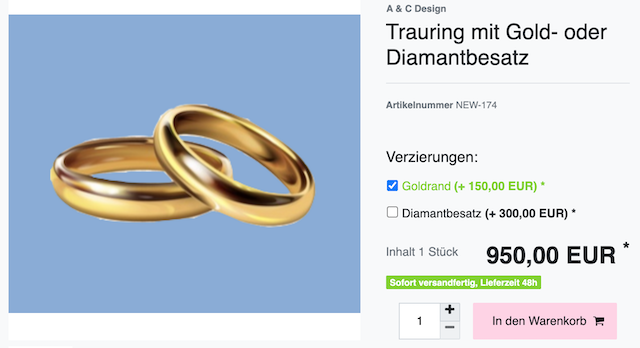 A & C Design
Trauring mit Gold- oder
Diamantbesatz
Artikelnummer NEW-174
Verzierungen:
Goldrand (+ 150,00 EUR) *
Diamantbesatz (+ 300,00 EUR) *
Inhalt 1 Stück 950,00 EUR *
Sofort versandfertig, Lieferzeit 48h
1 + −
In den Warenkorb